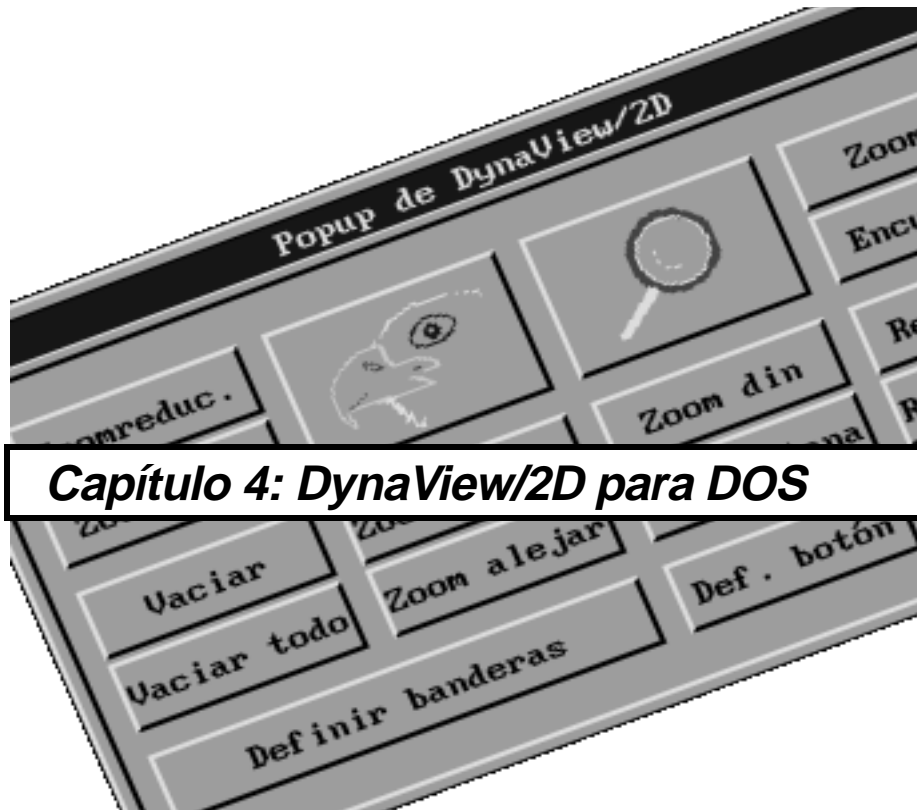 Popup de DynaView/2D
Zoom din
Capítulo 4: DynaView/2D para DOS
Vaciar
Zoom alejar
Def. botón
Vaciar todo
Definir banderas